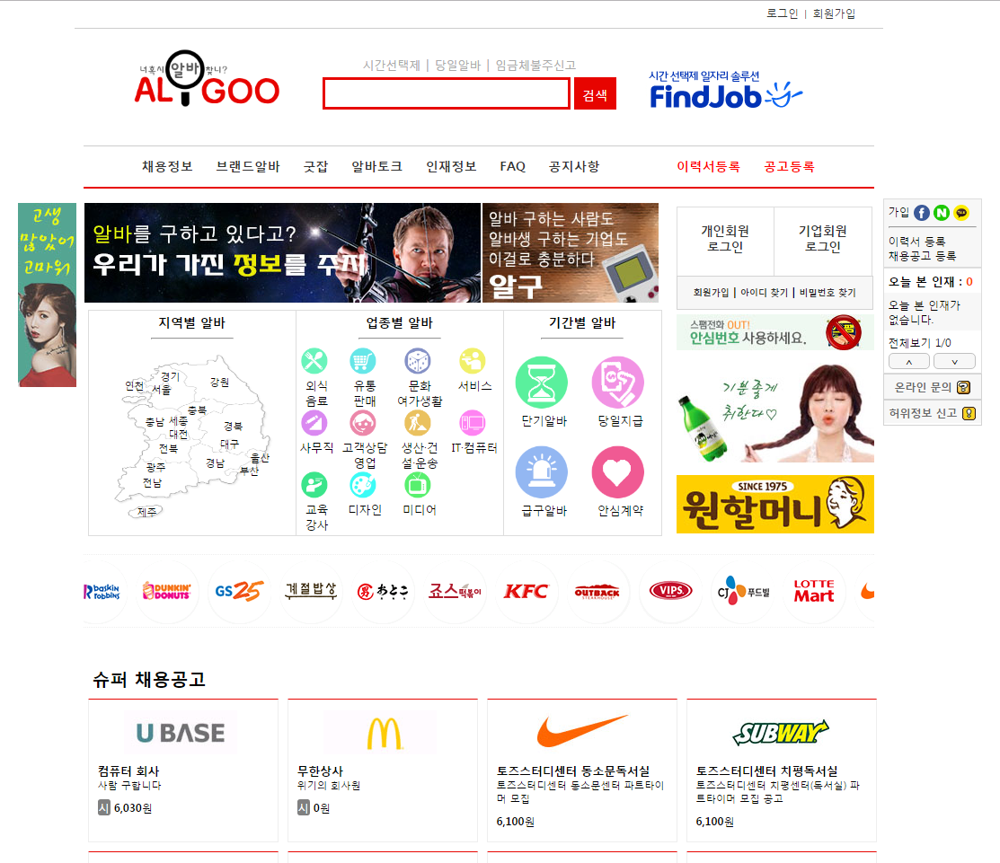 로그인 | 회원가입
너혹시 알바 찾니?
ALGOO
시간선택제 | 당일알바 | 임금체불주신고
검색
시간 선택제 일자리 솔루션
FindJob
채용정보 브랜드알바 굿잡 알바토크 인재정보 FAQ 공지사항 이력서등록 공고등록
고생
많았어
고마워
알바를 구하고 있다고?
우리가 가진 정보를 주지
알바 구하는 사람도
알바생 구하는 기업도
이걸로 충분하다
알구
개인회원
로그인
기업회원
로그인
회원가입 | 아이디 찾기 | 비밀번호 찾기
스팸전화 OUT!
안심번호 사용하세요.
기분 좋게
취한다♡
SINCE 1975
원할머니
가입
이력서 등록
채용공고 등록
오늘 본 인재 : 0
오늘 본 인재가
없습니다.
전체보기 1/0
온라인 문의
허위정보 신고
지역별 알바
인천
경기
서울
강원
충북
충남
세종
대전
경북
전북
대구
경남
울산
부산
광주
전남
제주
업종별 알바
외식
음료
유통
판매
문화
여가생활
서비스
사무직
고객상담
영업
생산·건
설·운송
IT·컴퓨터
교육
강사
디자인
미디어
기간별 알바
단기알바
당일지급
급구알바
안심계약
baskin
robbins
DUNKIN'
DONUTS
GS25
계절밥상
男 おとこ
죠스떡볶이
KFC
OUTBACK
STEAKHOUSE
VIPS
CJ 푸드빌
LOTTE
Mart
슈퍼 채용공고
U BASE
컴퓨터 회사
사람 구합니다
시 6,030원
무한상사
위기의 회사원
시 0원
토즈스터디센터 동소문독서실
토즈스터디센터 동소문센터 파트타이
머 모집
6,100원
SUBWAY
토즈스터디센터 치평독서실
토즈스터디센터 치평센터(독서실) 파
트타이머 모집 공고
6,100원